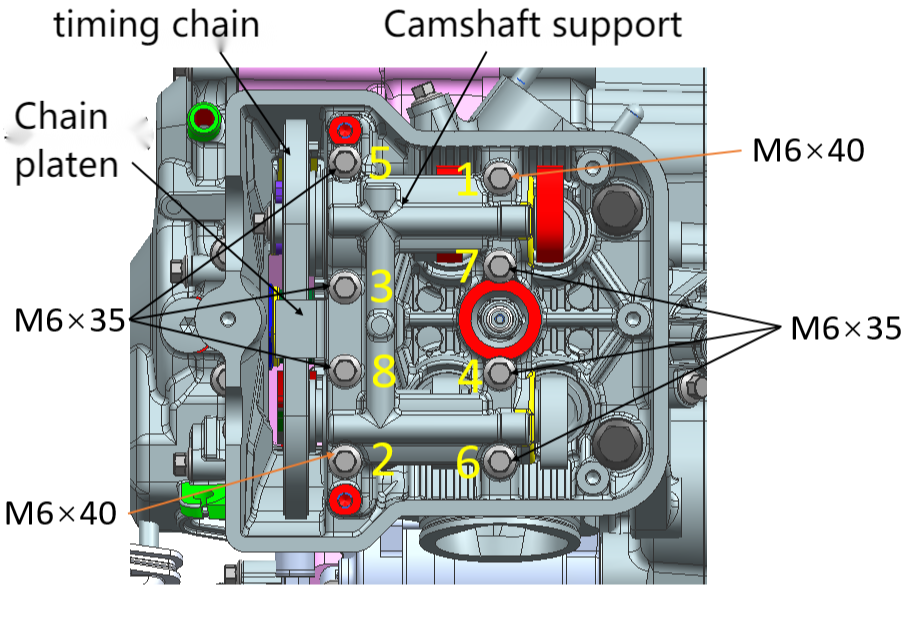 timing chain
Camshaft support
Chain
platen
M6×40
5
1
7
3
M6×35
M6×35
8
4
2
6
M6×40